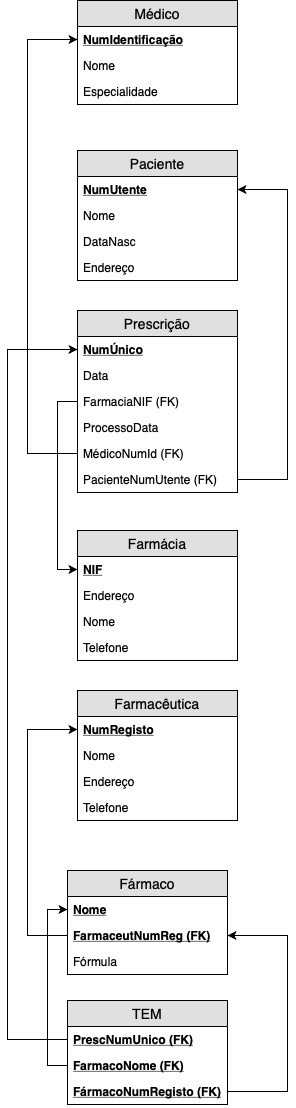 Médico
NumIdentificação
Nome
Especialidade
Paciente
NumUtente
Nome
DataNasc
Endereço
Prescrição
NumÚnico
Data
FarmaciaNIF (FK)
ProcessoData
MédicoNumId (FK)
PacienteNumUtente (FK)
Farmácia
NIF
Endereço
Nome
Telefone
Farmacêutica
NumRegisto
Nome
Endereço
Telefone
Fármaco
Nome
FarmaceutNumReg (FK)
Fórmula
TEM
PrescNumUnico (FK)
FarmacoNome (FK)
FármacoNumRegisto (FK)